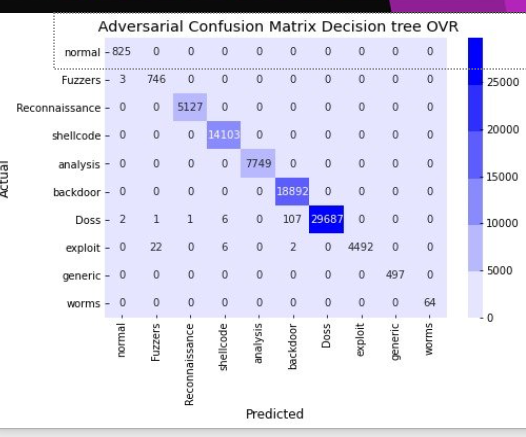 Adversarial Confusion Matrix Decision tree OVR
normal 825 0 0 0 0 0 0 0 0 0
Fuzzers 3 746 0 0 0 0 0 0 0 0
Reconnaissance 0 0 5127 0 0 0 0 0 0 0
shellcode 0 0 0 14103 0 0 0 0 0 0
analysis 0 0 0 0 7749 0 0 0 0 0
backdoor 0 0 0 0 0 18892 0 0 0 0
Doss 2 1 1 6 0 107 29687 0 0 0
exploit 0 22 0 6 0 2 0 4492 0 0
generic 0 0 0 0 0 0 0 0 497 0
worms 0 0 0 0 0 0 0 0 0 64
Actual
normal
Fuzzers
Reconnaissance
shellcode
analysis
backdoor
Doss
exploit
generic
worms
Predicted
25000
20000
15000
10000
5000
0